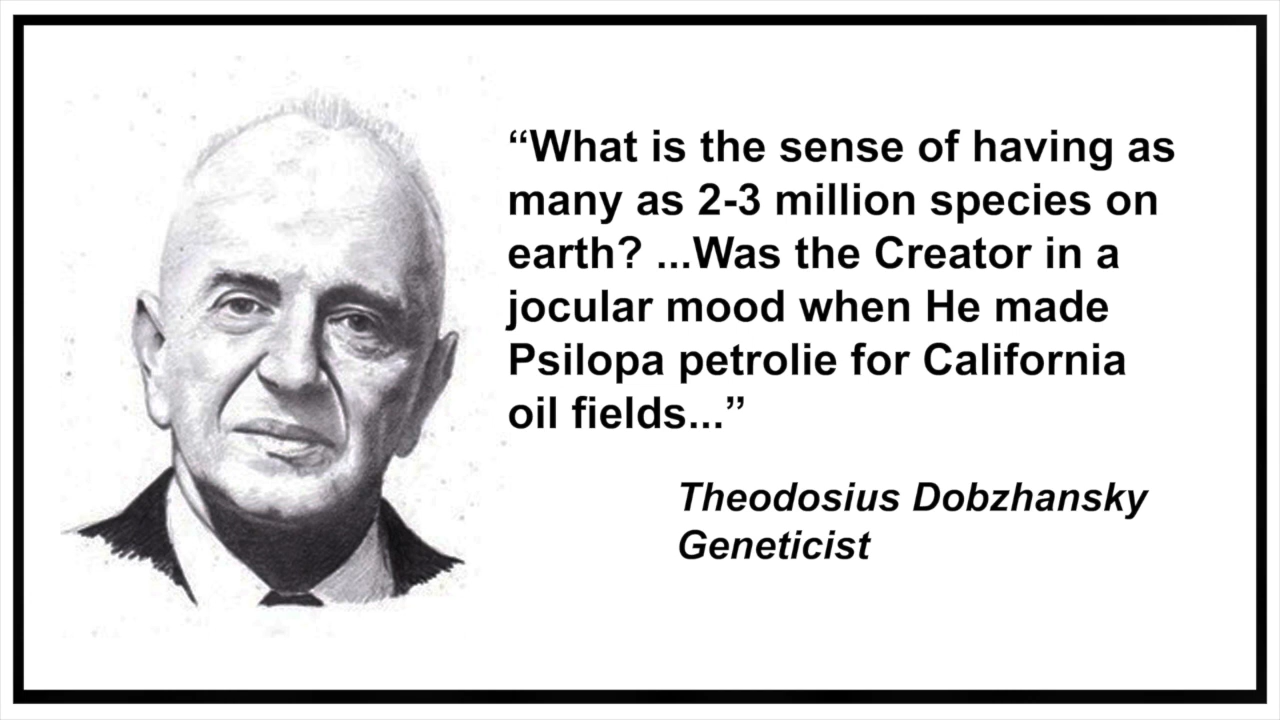 “What is the sense of having as
many as 2-3 million species on
earth? ...Was the Creator in a
jocular mood when He made
Psilopa petrolie for California
oil fields...”
Theodosius Dobzhansky
Geneticist